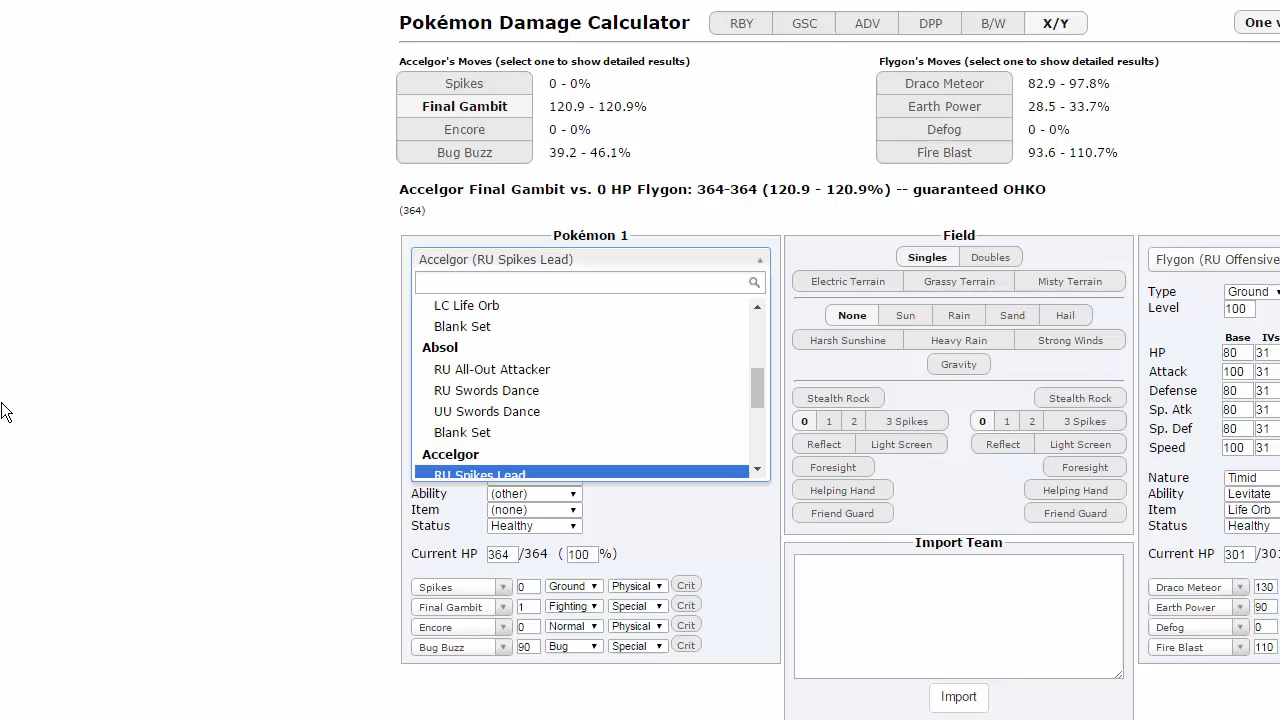 Pokémon Damage Calculator RBY GSC ADV DPP B/W X/Y One v
Accelgor's Moves (select one to show detailed results)
Spikes 0 - 0%
Final Gambit 120.9 - 120.9%
Encore 0 - 0%
Bug Buzz 39.2 - 46.1%
Flygon's Moves (select one to show detailed results)
Draco Meteor 82.9 - 97.8%
Earth Power 28.5 - 33.7%
Defog 0 - 0%
Fire Blast 93.6 - 110.7%
Accelgor Final Gambit vs. 0 HP Flygon: 364-364 (120.9 - 120.9%) -- guaranteed OHKO
(364)
Pokémon 1
Accelgor (RU Spikes Lead)
LC Life Orb
Blank Set
Absol
RU All-Out Attacker
RU Swords Dance
UU Swords Dance
Blank Set
Accelgor
RU Spikes Lead
Ability (other)
Item (none)
Status Healthy
Current HP 364 /364 ( 100 %)
Spikes 0 Ground Physical Crit
Final Gambit 1 Fighting Special Crit
Encore 0 Normal Physical Crit
Bug Buzz 90 Bug Special Crit
Field
Singles Doubles
Electric Terrain Grassy Terrain Misty Terrain
None Sun Rain Sand Hail
Harsh Sunshine Heavy Rain Strong Winds
Gravity
Stealth Rock Stealth Rock
0 1 2 3 Spikes 0 1 2 3 Spikes
Reflect Light Screen Reflect Light Screen
Foresight Foresight
Helping Hand Helping Hand
Friend Guard Friend Guard
Import Team
Import
Flygon (RU Offensive
Type Ground
Level 100
Base IVs
HP 80 31
Attack 100 31
Defense 80 31
Sp. Atk 80 31
Sp. Def 80 31
Speed 100 31
Nature Timid
Ability Levitate
Item Life Orb
Status Healthy
Current HP 301 /301
Draco Meteor 130
Earth Power 90
Defog 0
Fire Blast 110